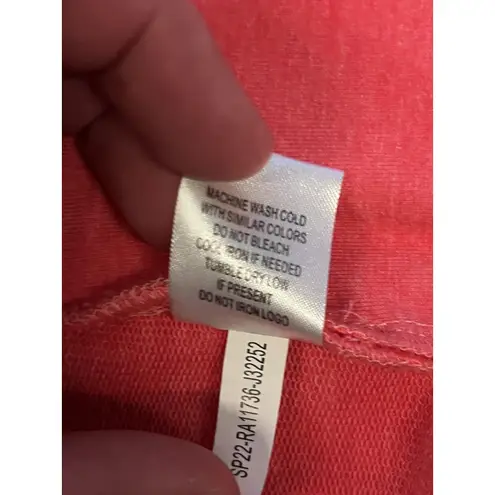 MACHINE WASH COLD
WITH SIMILAR COLORS
DO NOT BLEACH
COOL IRON IF NEEDED
TUMBLE DRY LOW
IF PRESENT
DO NOT IRON LOGO
SP22-RA11736-J32252